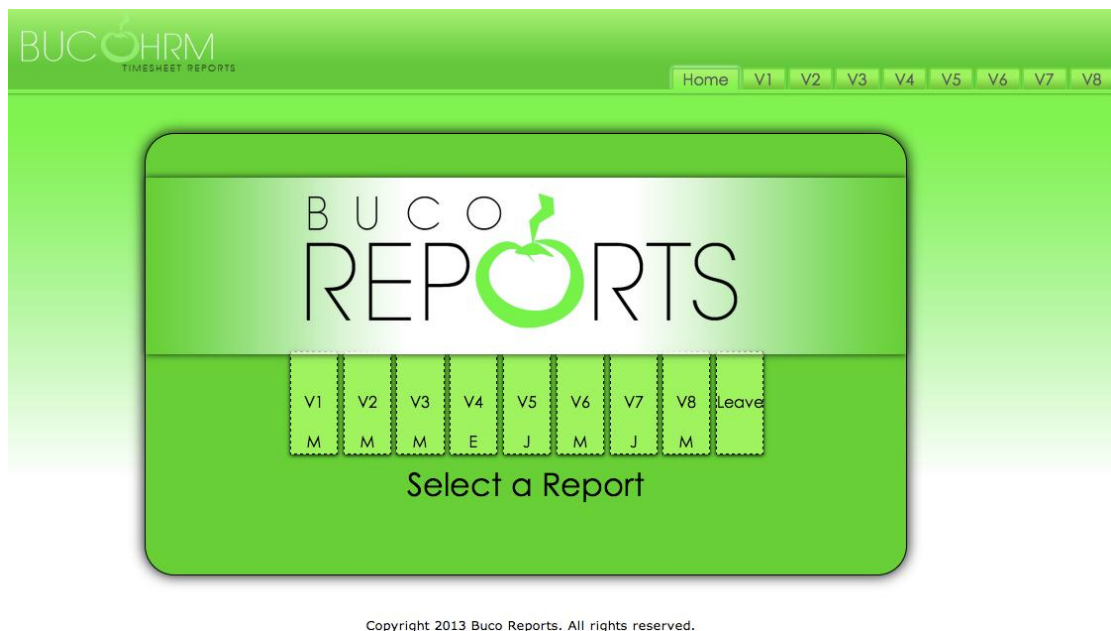 BUCOHRM
TIMESHEET REPORTS
Home V1 V2 V3 V4 V5 V6 V7 V8
BUCO
REPORTS
V1 V2 V3 V4 V5 V6 V7 V8 Leave
M M M E J M J M
Select a Report
Copyright 2013 Buco Reports. All rights reserved.